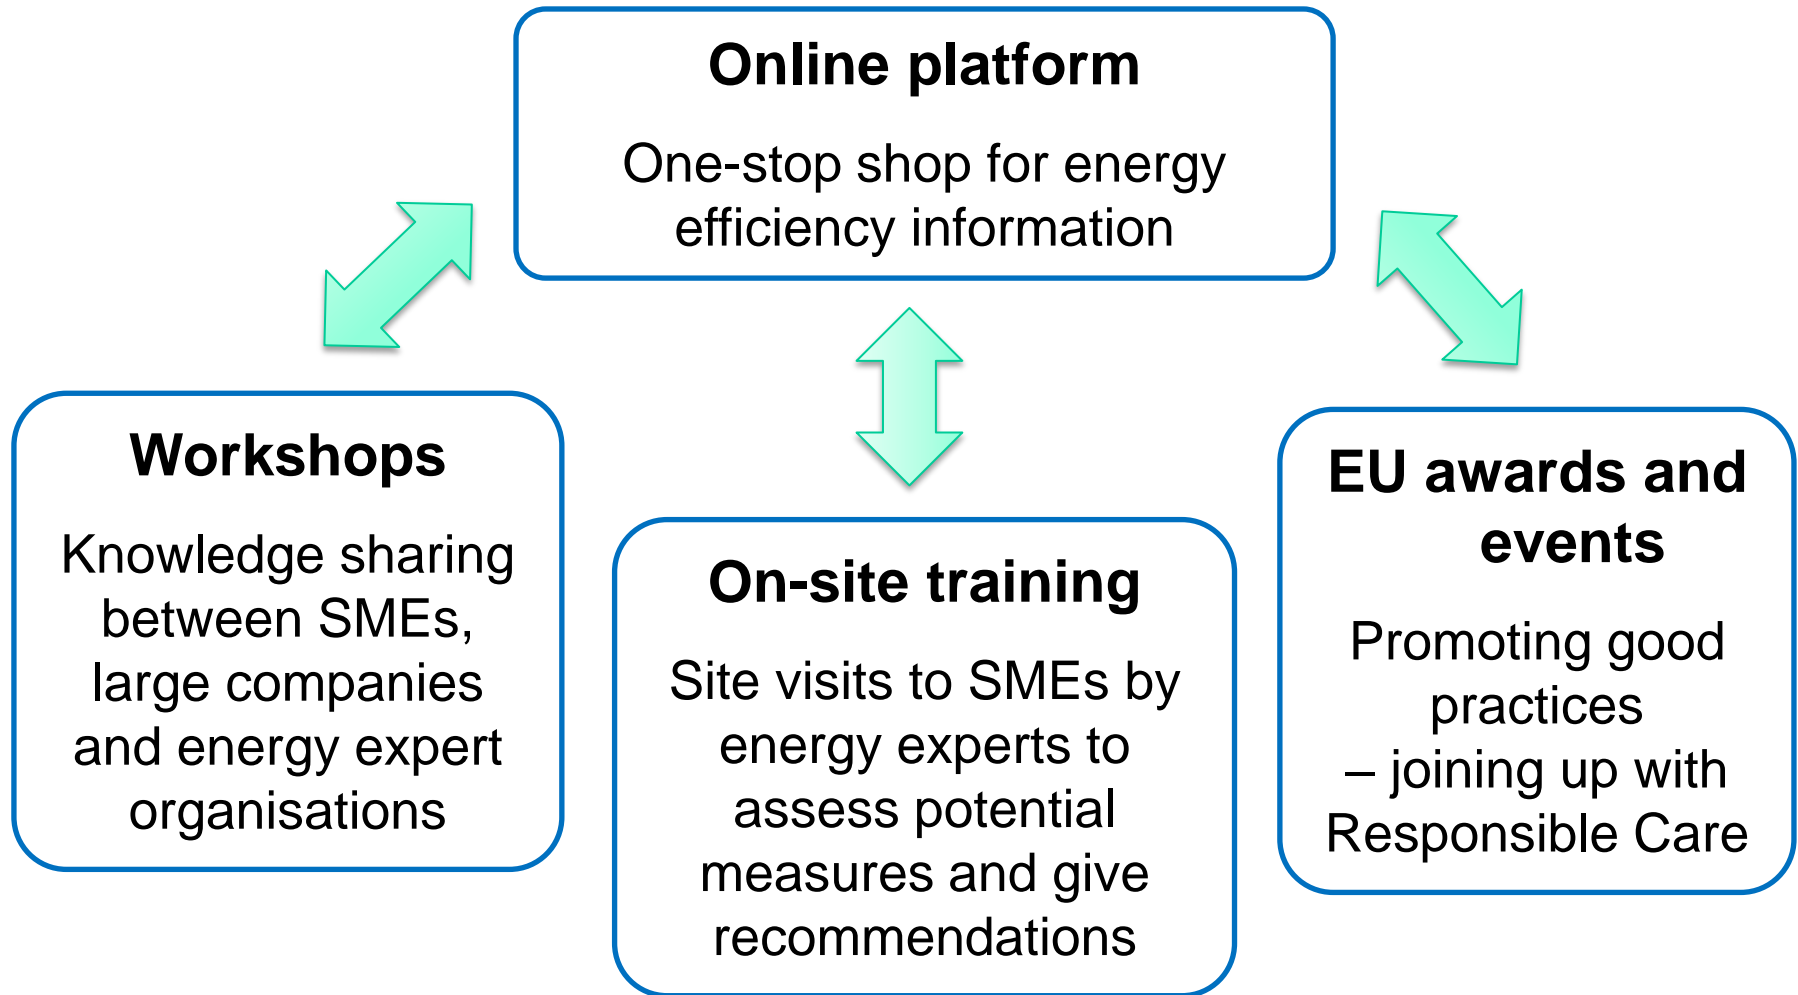 Online platform
One-stop shop for energy
efficiency information
Workshops
Knowledge sharing
between SMEs,
large companies
and energy expert
organisations
On-site training
Site visits to SMEs by
energy experts to
assess potential
measures and give
recommendations
EU awards and
events
Promoting good
practices
– joining up with
Responsible Care